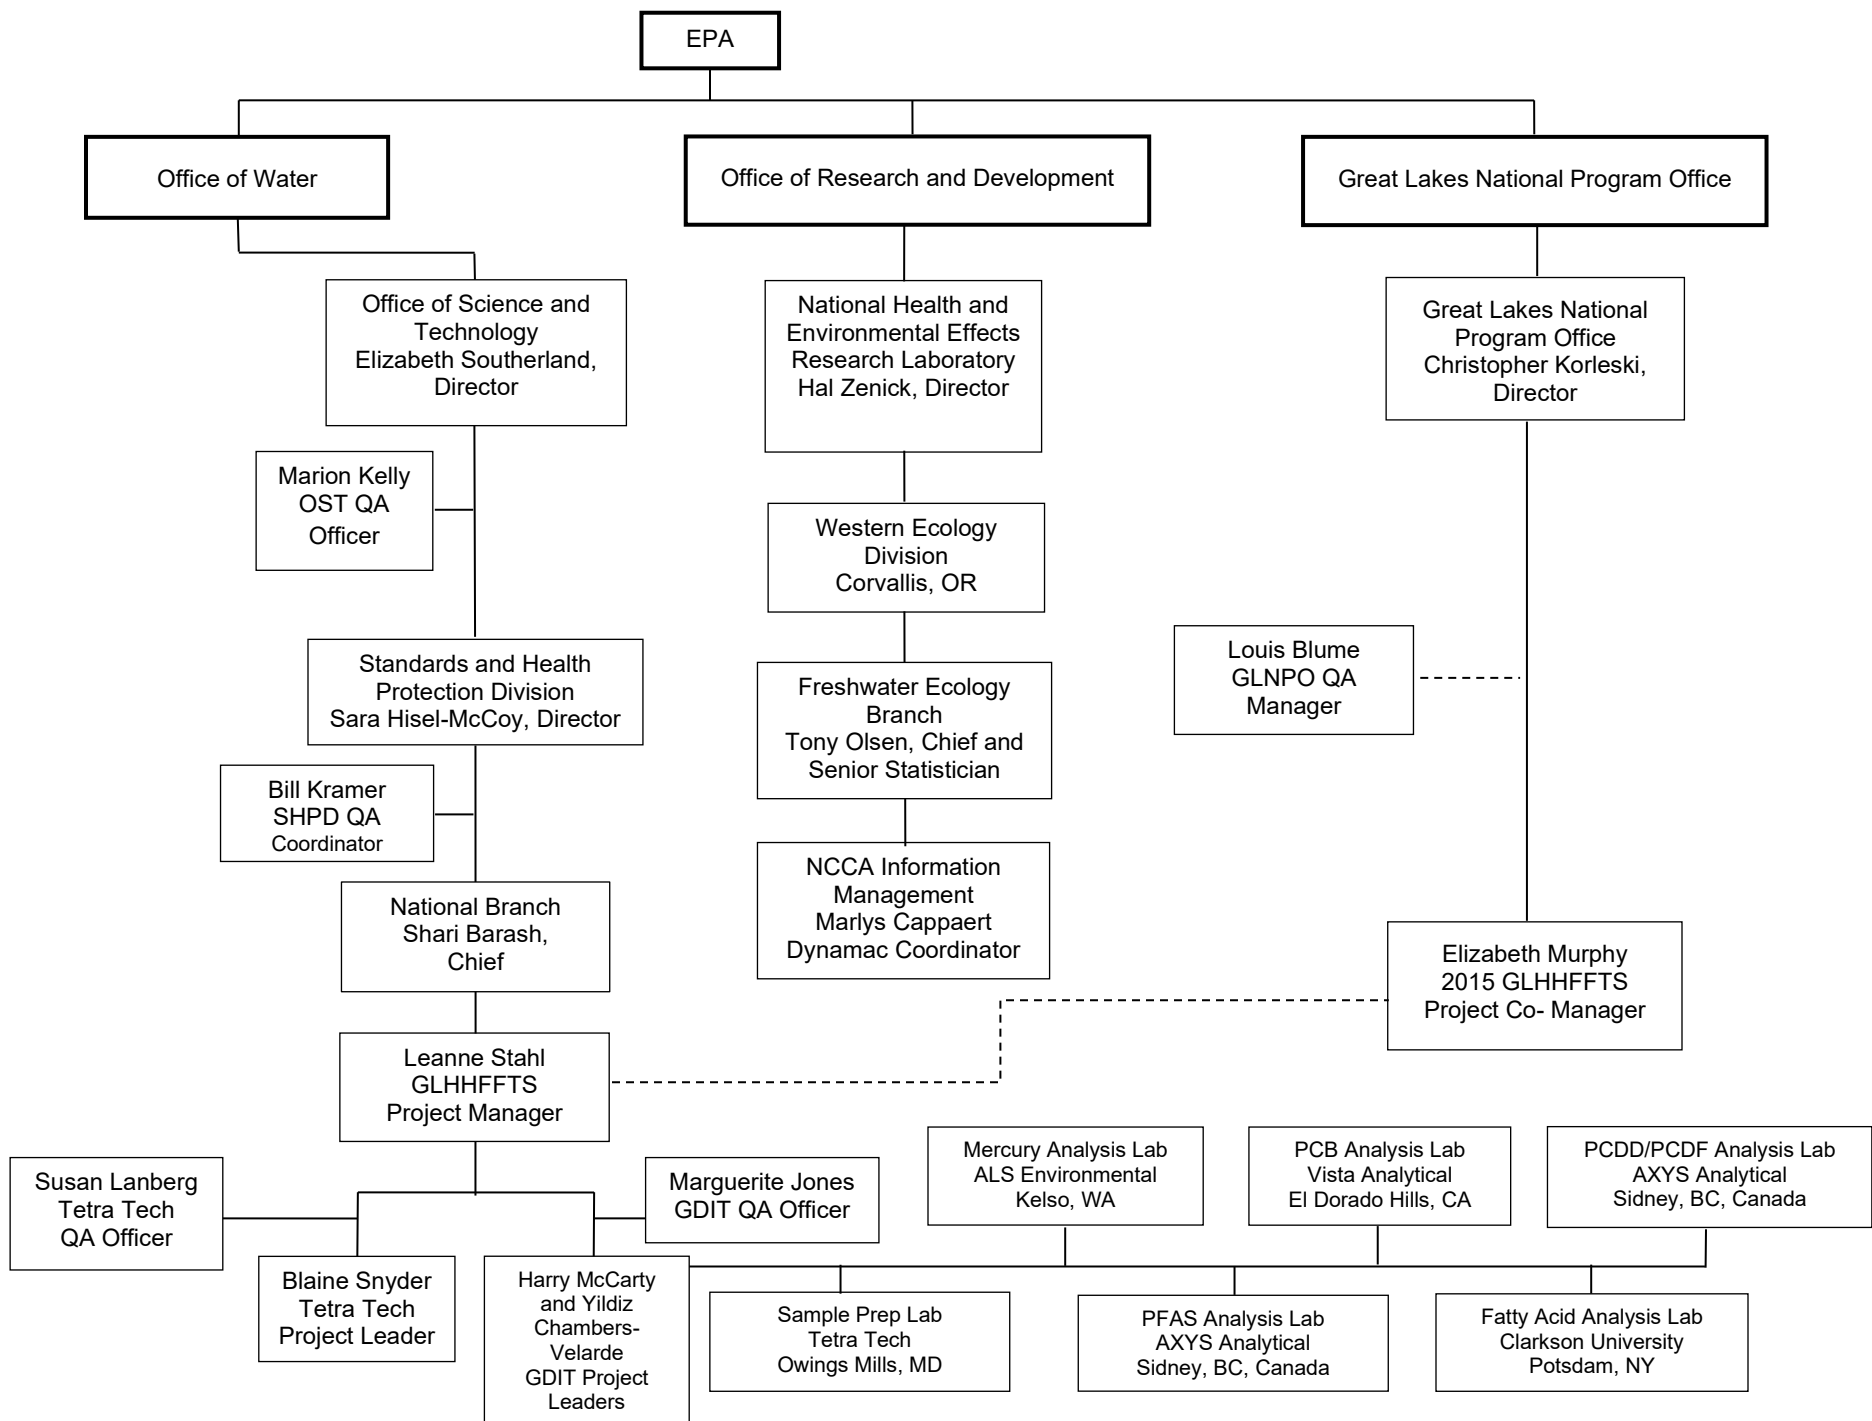 EPA
Office of Water
Office of Research and Development
Great Lakes National Program Office
Office of Science and
Technology
Elizabeth Southerland,
Director
Marion Kelly
OST QA
Officer
Standards and Health
Protection Division
Sara Hisel-McCoy, Director
Bill Kramer
SHPD QA
Coordinator
National Branch
Shari Barash,
Chief
Leanne Stahl
GLHHFFTS
Project Manager
National Health and
Environmental Effects
Research Laboratory
Hal Zenick, Director
Western Ecology
Division
Corvallis, OR
Freshwater Ecology
Branch
Tony Olsen, Chief and
Senior Statistician
NCCA Information
Management
Marlys Cappaert
Dynamac Coordinator
Great Lakes National
Program Office
Christopher Korleski,
Director
Louis Blume
GLNPO QA
Manager
Elizabeth Murphy
2015 GLHHFFTS
Project Co- Manager
Susan Lanberg
Tetra Tech
QA Officer
Blaine Snyder
Tetra Tech
Project Leader
Marguerite Jones
GDIT QA Officer
Harry McCarty
and Yildiz
Chambers-
Velarde
GDIT Project
Leaders
Mercury Analysis Lab
ALS Environmental
Kelso, WA
PCB Analysis Lab
Vista Analytical
El Dorado Hills, CA
PCDD/PCDF Analysis Lab
AXYS Analytical
Sidney, BC, Canada
Sample Prep Lab
Tetra Tech
Owings Mills, MD
PFAS Analysis Lab
AXYS Analytical
Sidney, BC, Canada
Fatty Acid Analysis Lab
Clarkson University
Potsdam, NY